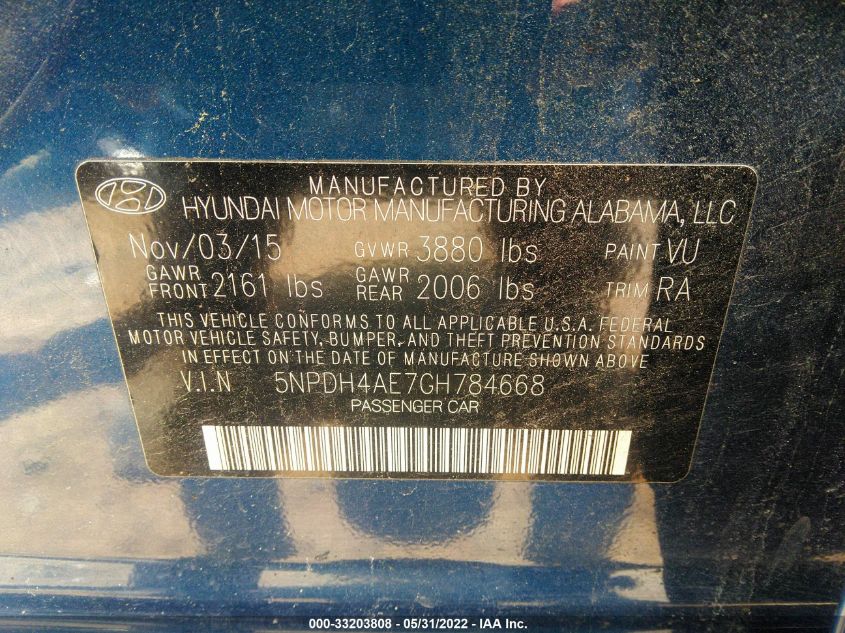 MANUFACTURED BY
HYUNDAI MOTOR MANUFACTURING ALABAMA, LLC
Nov/03/15 GVWR 3880 lbs PAINT VU
GAWR FRONT 2161 lbs GAWR REAR 2006 lbs TRIM RA
THIS VEHICLE CONFORMS TO ALL APPLICABLE U.S.A. FEDERAL
MOTOR VEHICLE SAFETY, BUMPER, AND THEFT PREVENTION STANDARDS
IN EFFECT ON THE DATE OF MANUFACTURE SHOWN ABOVE
V.I.N 5NPDH4AE7GH784668
PASSENGER CAR
000-33203808 - 05/31/2022 - IAA Inc.